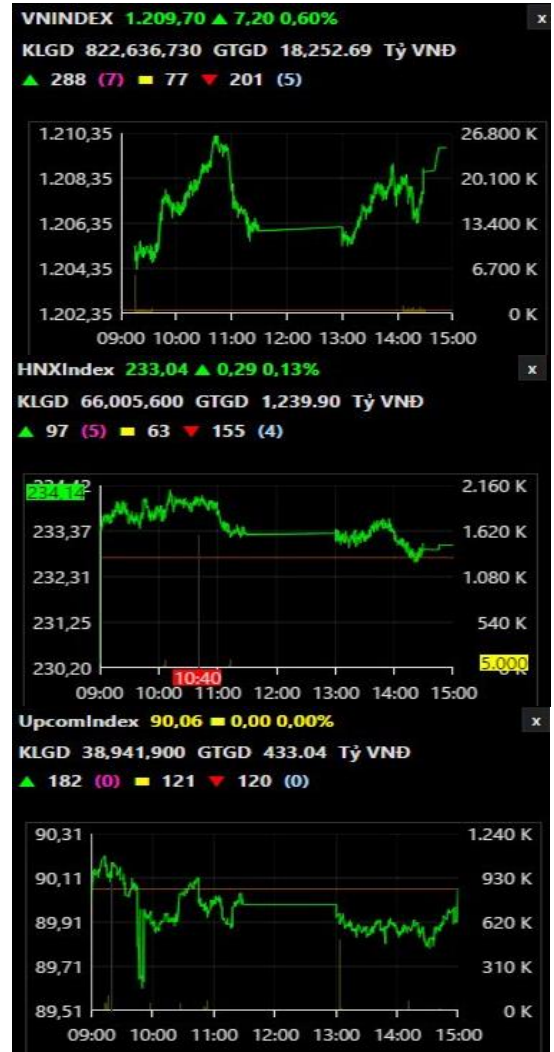 VNINDEX 1.209,70 ▲ 7,20 0,60% x
KLGD 822,636,730 GTGD 18,252.69 Tỷ VNĐ
▲ 288 (7) ■ 77 ▼ 201 (5)
1.210,35 26.800 K
1.208,35 20.100 K
1.206,35 13.400 K
1.204,35 6.700 K
1.202,35 0 K
09:00 10:00 11:00 12:00 13:00 14:00 15:00
HNXIndex 233,04 ▲ 0,29 0,13% x
KLGD 66,005,600 GTGD 1,239.90 Tỷ VNĐ
▲ 97 (5) ■ 63 ▼ 155 (4)
234,42 2.160 K
234,14
233,37 1.620 K
232,31 1.080 K
231,25 540 K
230,20 5.000
10:40
09:00 10:00 11:00 12:00 13:00 14:00 15:00
UpcomIndex 90,06 ■ 0,00 0,00% x
KLGD 38,941,900 GTGD 433.04 Tỷ VNĐ
▲ 182 (0) ■ 121 ▼ 120 (0)
90,31 1.240 K
90,11 930 K
89,91 620 K
89,71 310 K
89,51 0 K
09:00 10:00 11:00 12:00 13:00 14:00 15:00